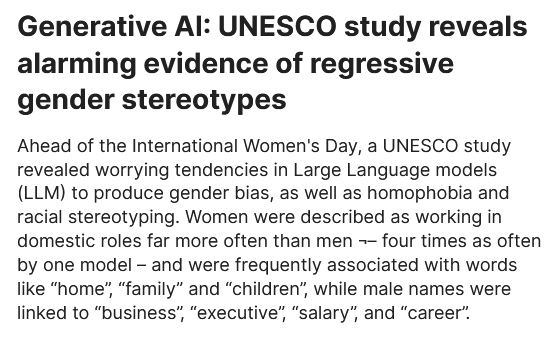 Generative AI: UNESCO study reveals
alarming evidence of regressive
gender stereotypes
Ahead of the International Women's Day, a UNESCO study
revealed worrying tendencies in Large Language models
(LLM) to produce gender bias, as well as homophobia and
racial stereotyping. Women were described as working in
domestic roles far more often than men ¬– four times as often
by one model – and were frequently associated with words
like “home”, “family” and “children”, while male names were
linked to “business”, “executive”, “salary”, and “career”.